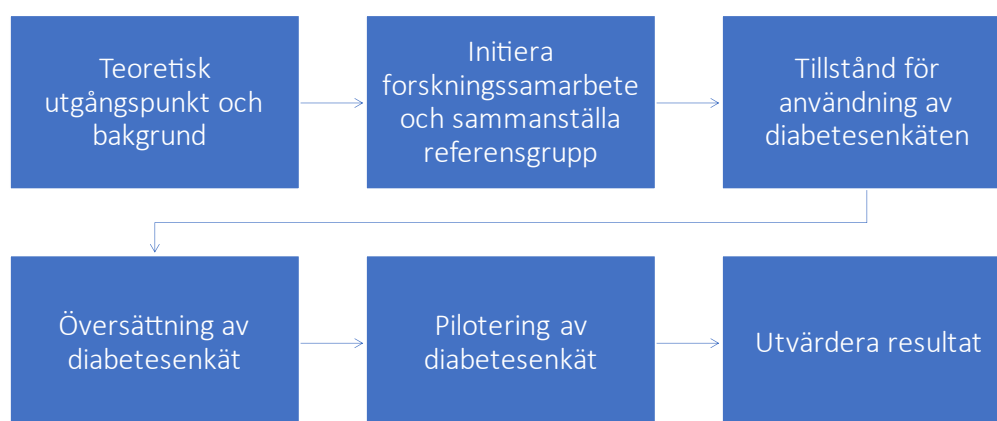 Teoretisk
utgångspunkt och
bakgrund
Initiera
forskningssamarbete
och sammanställa
referensgrupp
Tillstånd för
användning av
diabetesenkäten
Översättning av
diabetesenkät
Pilotering av
diabetesenkät
Utvärdera resultat